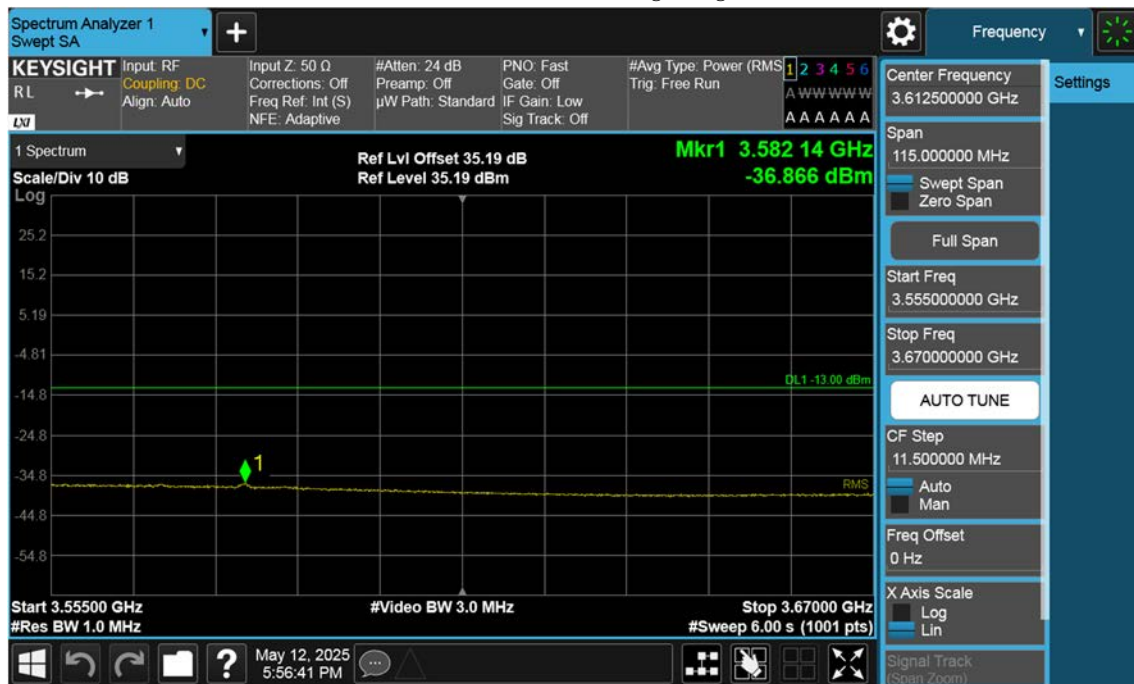 Spectrum Analyzer 1
Swept SA
+
Frequency
KEYSIGHT
RL
LXI
Input: RF
Coupling: DC
Align: Auto
Input Z: 50 Ω
Corrections: Off
Freq Ref: Int (S)
NFE: Adaptive
#Atten: 24 dB
Preamp: Off
µW Path: Standard
PNO: Fast
Gate: Off
IF Gain: Low
Sig Track: Off
#Avg Type: Power (RMS
Trig: Free Run
1 2 3 4 5 6
A W W W W W
A A A A A A
1 Spectrum
Scale/Div 10 dB
Ref Lvl Offset 35.19 dB
Ref Level 35.19 dBm
Mkr1 3.582 14 GHz
-36.866 dBm
Log
25.2
15.2
5.19
-4.81
DL1 -13.00 dBm
-14.8
-24.8
1
-34.8
RMS
-44.8
-54.8
Start 3.55500 GHz
#Res BW 1.0 MHz
#Video BW 3.0 MHz
Stop 3.67000 GHz
#Sweep 6.00 s (1001 pts)
?
May 12, 2025
5:56:41 PM
Center Frequency
3.612500000 GHz
Span
115.000000 MHz
Swept Span
Zero Span
Full Span
Start Freq
3.555000000 GHz
Stop Freq
3.670000000 GHz
AUTO TUNE
CF Step
11.500000 MHz
Auto
Man
Freq Offset
0 Hz
X Axis Scale
Log
Lin
Signal Track
(Span Zoom)
Settings